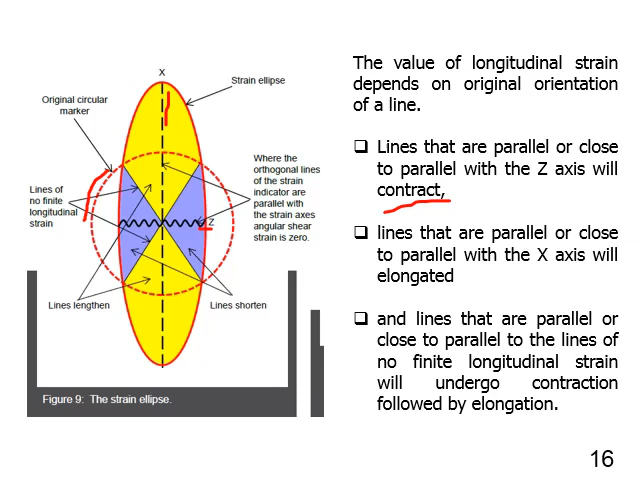 X
Strain ellipse
Original circular
marker
Where the
orthogonal lines
of the strain
indicator are
parallel with
the strain axes
angular shear
strain is zero.
Lines of
no finite
longitudinal
strain
Z
Lines lengthen
Lines shorten
Figure 9: The strain ellipse.
The value of longitudinal strain
depends on original orientation
of a line.
❑ Lines that are parallel or close
to parallel with the Z axis will
contract,
❑ lines that are parallel or close
to parallel with the X axis will
elongated
❑ and lines that are parallel or
close to parallel to the lines of
no finite longitudinal strain
will undergo contraction
followed by elongation.
16